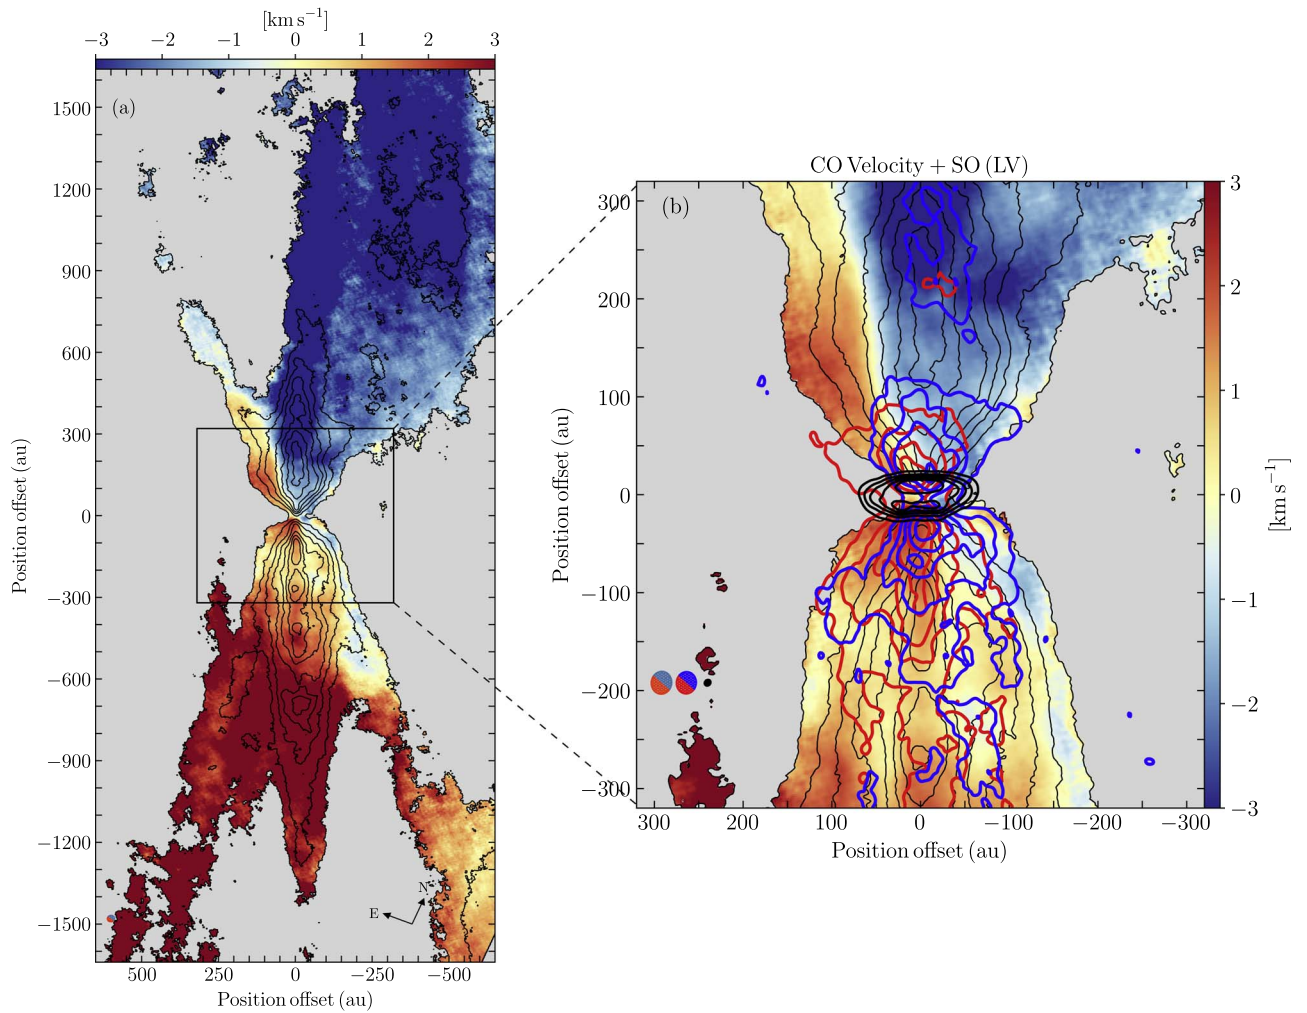 [km s⁻¹]
−3 −2 −1 0 1 2 3
(a)
1500
1200
900
600
300
0
−300
−600
−900
−1200
−1500
Position offset (au)
N
E
500 250 0 −250 −500
Position offset (au)
CO Velocity + SO (LV)
(b)
300
200
100
0
−100
−200
−300
Position offset (au)
300 200 100 0 −100 −200 −300
Position offset (au)
3
2
1
0
−1
−2
−3
[km s⁻¹]